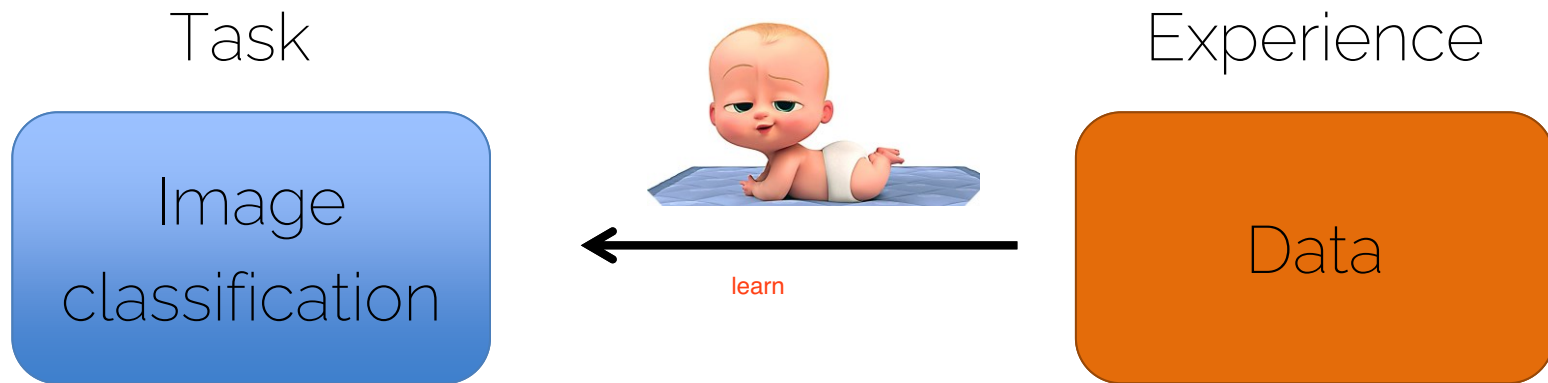 Task
Image
classification
learn
Experience
Data